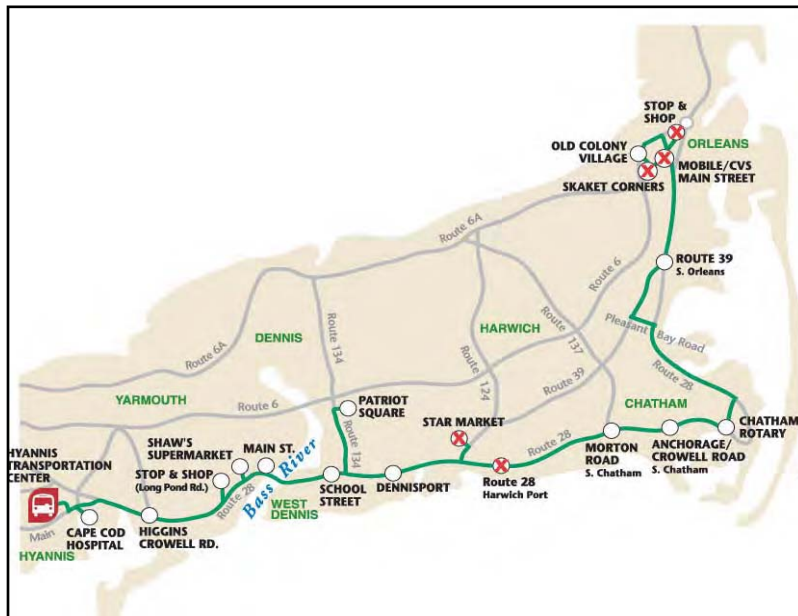 STOP &
SHOP
OLD COLONY
VILLAGE
ORLEANS
MOBILE/CVS
MAIN STREET
SKAKET CORNERS
Route 6A
ROUTE 39
S. Orleans
Route 6
DENNIS
Route 134
HARWICH
Route 137
Pleasant Bay Road
Route 6A
Route 124
Route 39
Route 28
YARMOUTH
Route 6
PATRIOT
SQUARE
CHATHAM
STAR MARKET
CHATHAM
ROTARY
HYANNIS
TRANSPORTATION
CENTER
SHAW'S
SUPERMARKET
MAIN ST.
Bass River
Route 134
Route 28
MORTON
ROAD
S. Chatham
ANCHORAGE/
CROWELL ROAD
S. Chatham
STOP & SHOP
(Long Pond Rd.)
Route 28
SCHOOL
STREET
DENNISPORT
Route 28
Harwich Port
WEST
DENNIS
Main
CAPE COD
HOSPITAL
HIGGINS
CROWELL RD.
HYANNIS